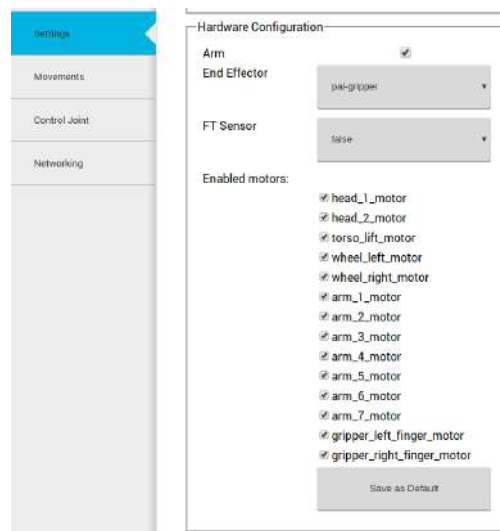 Settings
Movements
Control Joint
Networking
Hardware Configuration
Arm
End Effector
pal-gripper
FT Sensor
false
Enabled motors:
head_1_motor
head_2_motor
torso_lift_motor
wheel_left_motor
wheel_right_motor
arm_1_motor
arm_2_motor
arm_3_motor
arm_4_motor
arm_5_motor
arm_6_motor
arm_7_motor
gripper_left_finger_motor
gripper_right_finger_motor
Save as Default